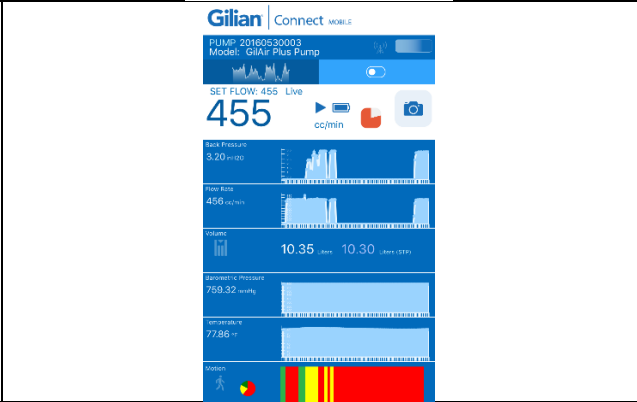 Gilian Connect MOBILE
PUMP 20160530003
Model: GilAir Plus Pump
SET FLOW: 455 Live
455
cc/min
Back Pressure
3.20 inH2O
Flow Rate
456 cc/min
Volume
10.35 Liters 10.30 Liters (STP)
Barometric Pressure
759.32 mmHg
Temperature
77.86 °F
Motion